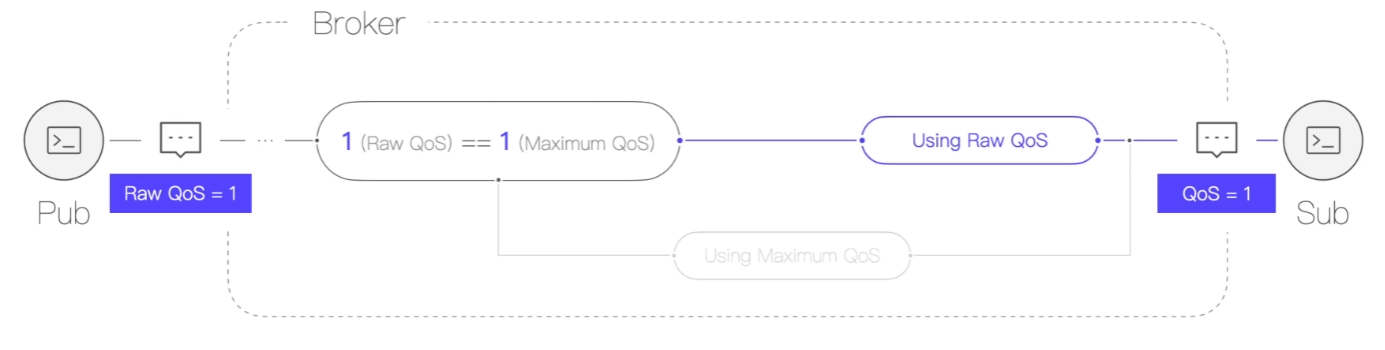 Broker
1 (Raw QoS) == 1 (Maximum QoS)
Using Raw QoS
Raw QoS = 1
QoS = 1
Pub
Sub
Using Maximum QoS